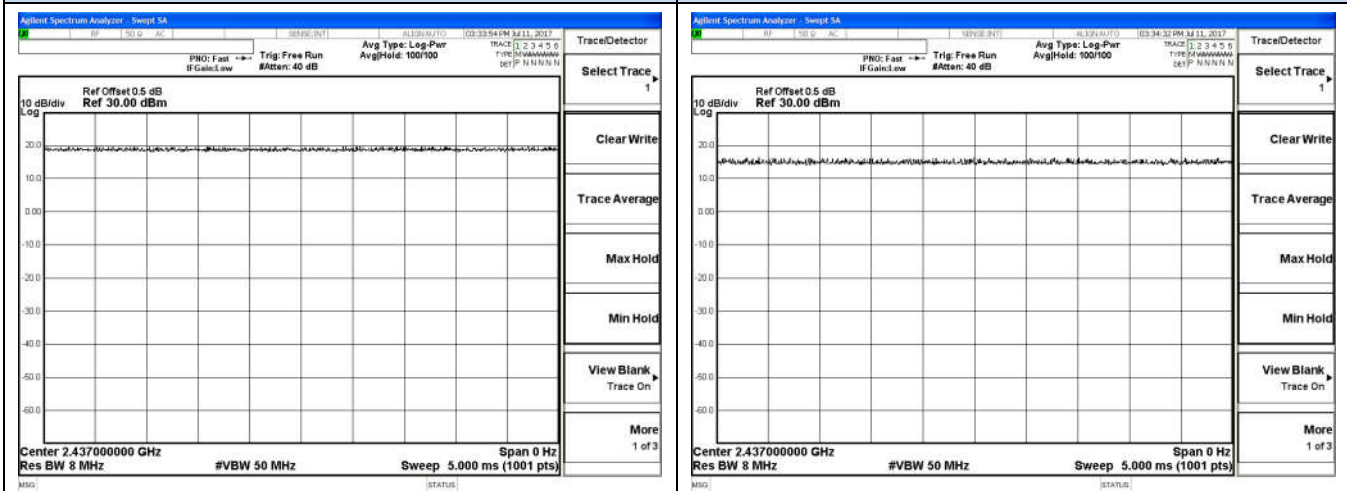 Agilent Spectrum Analyzer - Swept SA
RF 50 Ω AC SENSE:INT ALIGN AUTO 03:33:54 PM Jul 11, 2017
PNO: Fast Trig: Free Run Avg Type: Log-Pwr TRACE 1 2 3 4 5 6
IFGain:Low #Atten: 40 dB Avg|Hold: 100/100 TYPE M
DET P N N N N N
Ref Offset 0.5 dB
10 dB/div Ref 30.00 dBm
Log
20.0
10.0
0.00
-10.0
-20.0
-30.0
-40.0
-50.0
-60.0
Center 2.437000000 GHz Span 0 Hz
Res BW 8 MHz #VBW 50 MHz Sweep 5.000 ms (1001 pts)
MSG STATUS
Trace/Detector
Select Trace
1
Clear Write
Trace Average
Max Hold
Min Hold
View Blank
Trace On
More
1 of 3
Agilent Spectrum Analyzer - Swept SA
RF 50 Ω AC SENSE:INT ALIGN AUTO 03:34:32 PM Jul 11, 2017
PNO: Fast Trig: Free Run Avg Type: Log-Pwr TRACE 1 2 3 4 5 6
IFGain:Low #Atten: 40 dB Avg|Hold: 100/100 TYPE M
DET P N N N N N
Ref Offset 0.5 dB
10 dB/div Ref 30.00 dBm
Log
20.0
10.0
0.00
-10.0
-20.0
-30.0
-40.0
-50.0
-60.0
Center 2.437000000 GHz Span 0 Hz
Res BW 8 MHz #VBW 50 MHz Sweep 5.000 ms (1001 pts)
MSG STATUS
Trace/Detector
Select Trace
1
Clear Write
Trace Average
Max Hold
Min Hold
View Blank
Trace On
More
1 of 3